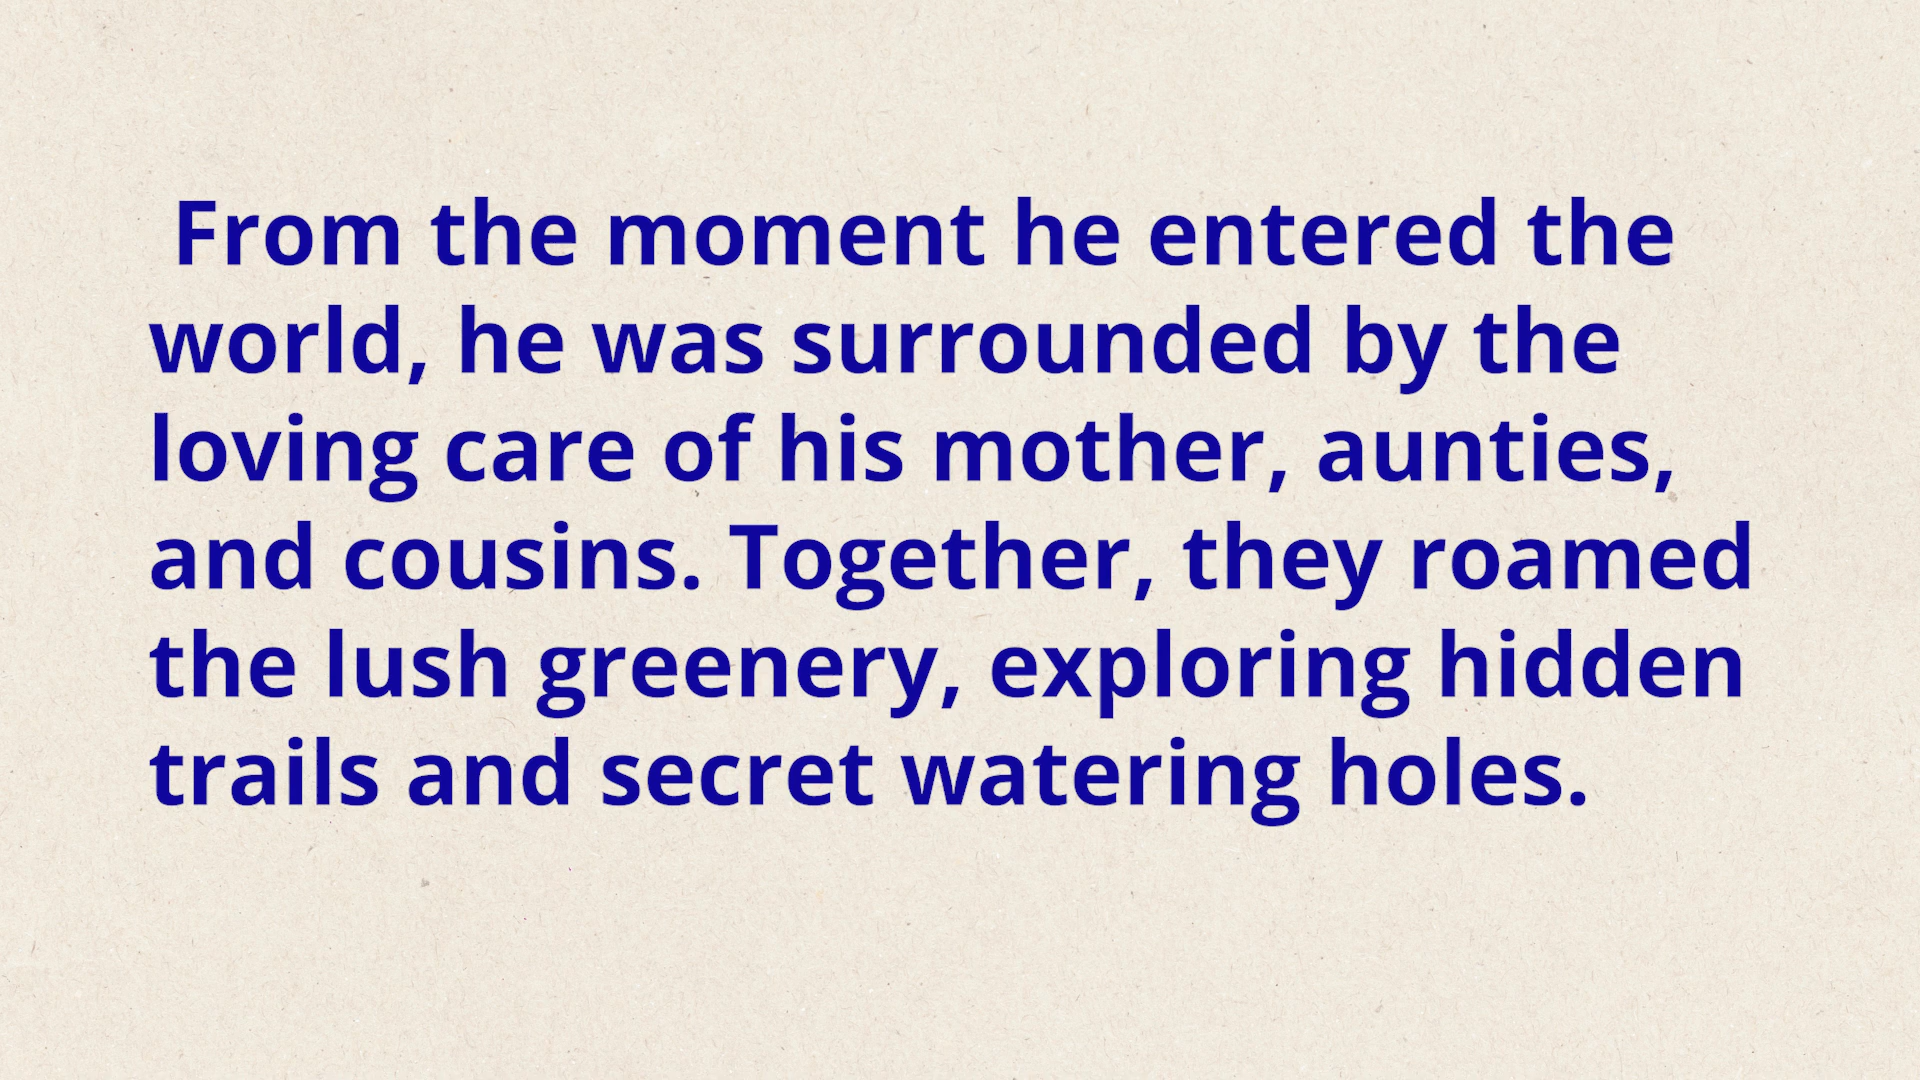 From the moment he entered the
world, he was surrounded by the
loving care of his mother, aunties,
and cousins. Together, they roamed
the lush greenery, exploring hidden
trails and secret watering holes.